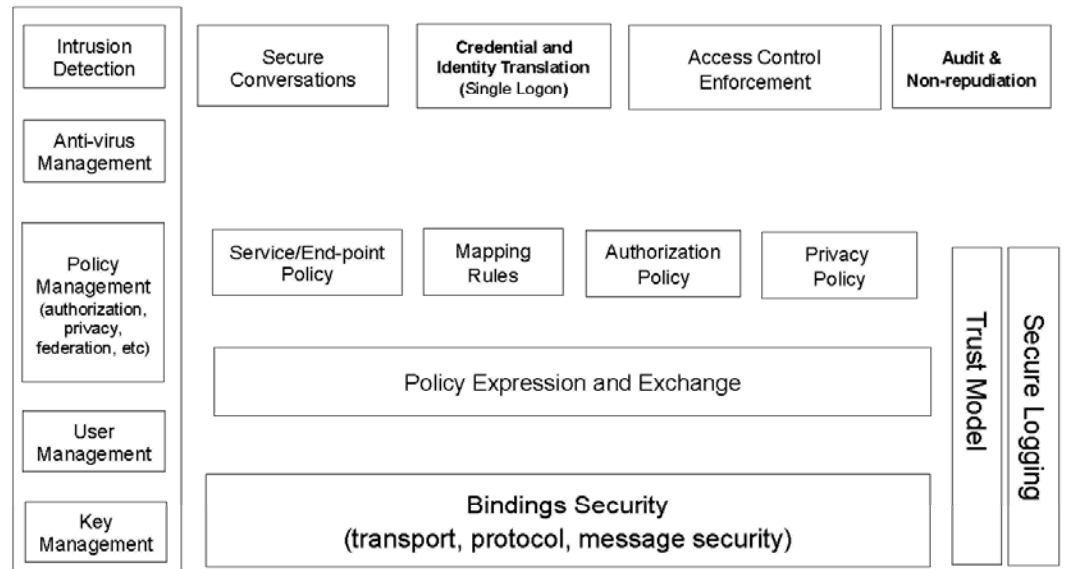 Intrusion
Detection
Anti-virus
Management
Policy
Management
(authorization,
privacy,
federation, etc)
User
Management
Key
Management
Secure
Conversations
Credential and
Identity Translation
(Single Logon)
Access Control
Enforcement
Audit &
Non-repudiation
Service/End-point
Policy
Mapping
Rules
Authorization
Policy
Privacy
Policy
Policy Expression and Exchange
Bindings Security
(transport, protocol, message security)
Trust Model
Secure Logging